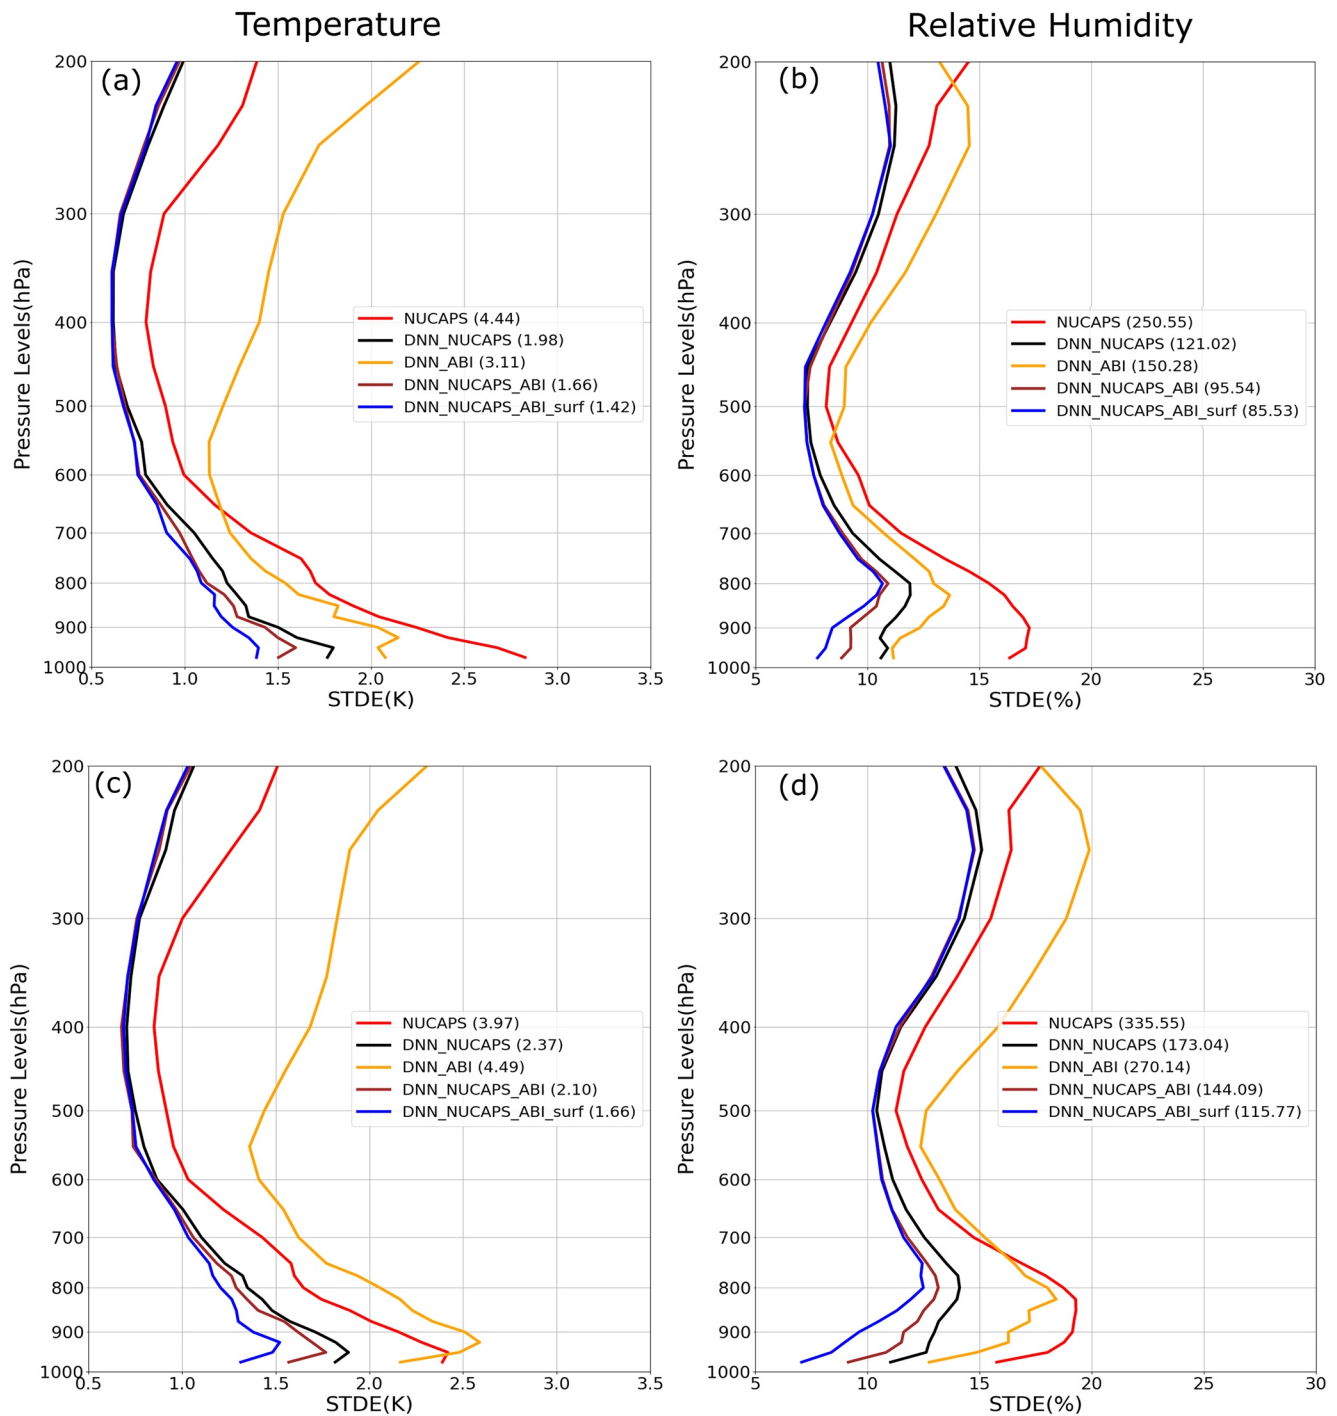 Temperature
Relative Humidity
(a)
200
300
400
500
600
700
800
900
1000
Pressure Levels(hPa)
NUCAPS (4.44)
DNN_NUCAPS (1.98)
DNN_ABI (3.11)
DNN_NUCAPS_ABI (1.66)
DNN_NUCAPS_ABI_surf (1.42)
0.5 1.0 1.5 2.0 2.5 3.0 3.5
STDE(K)
(b)
200
300
400
500
600
700
800
900
1000
Pressure Levels(hPa)
NUCAPS (250.55)
DNN_NUCAPS (121.02)
DNN_ABI (150.28)
DNN_NUCAPS_ABI (95.54)
DNN_NUCAPS_ABI_surf (85.53)
5 10 15 20 25 30
STDE(%)
(c)
200
300
400
500
600
700
800
900
1000
Pressure Levels(hPa)
NUCAPS (3.97)
DNN_NUCAPS (2.37)
DNN_ABI (4.49)
DNN_NUCAPS_ABI (2.10)
DNN_NUCAPS_ABI_surf (1.66)
0.5 1.0 1.5 2.0 2.5 3.0 3.5
STDE(K)
(d)
200
300
400
500
600
700
800
900
1000
Pressure Levels(hPa)
NUCAPS (335.55)
DNN_NUCAPS (173.04)
DNN_ABI (270.14)
DNN_NUCAPS_ABI (144.09)
DNN_NUCAPS_ABI_surf (115.77)
5 10 15 20 25 30
STDE(%)